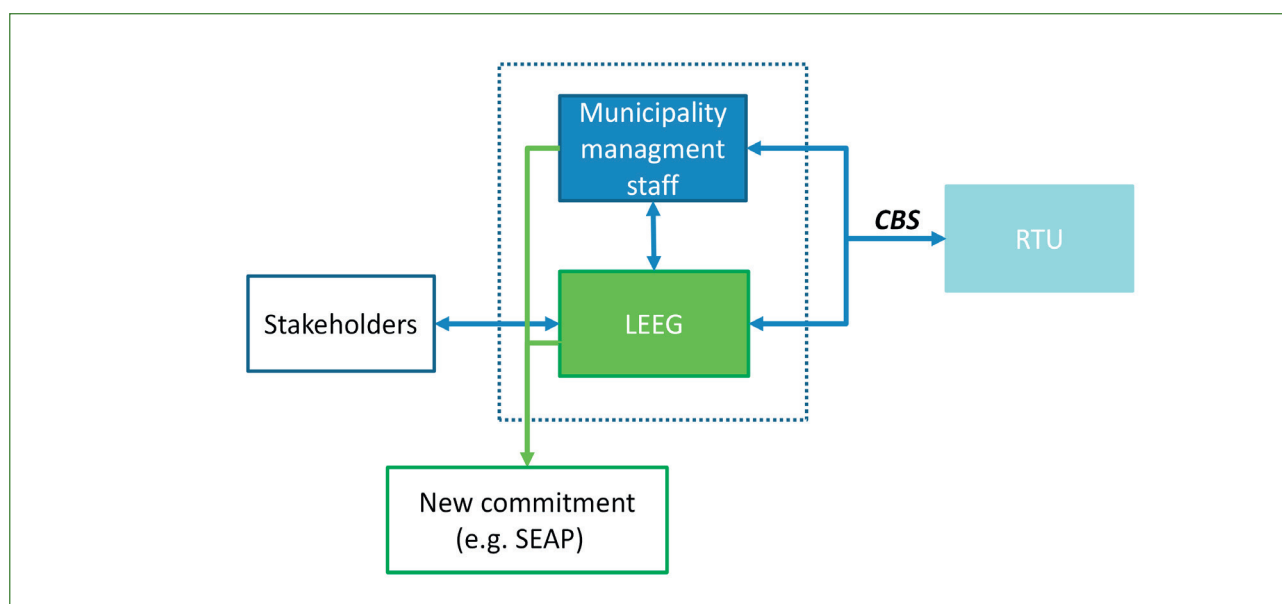 Municipality
managment
staff
CBS
RTU
Stakeholders
LEEG
New commitment
(e.g. SEAP)